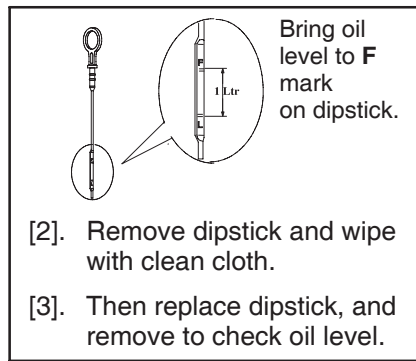 Bring oil
level to F
mark
on dipstick.
F
1 Ltr
L
[2]. Remove dipstick and wipe
with clean cloth.
[3]. Then replace dipstick, and
remove to check oil level.